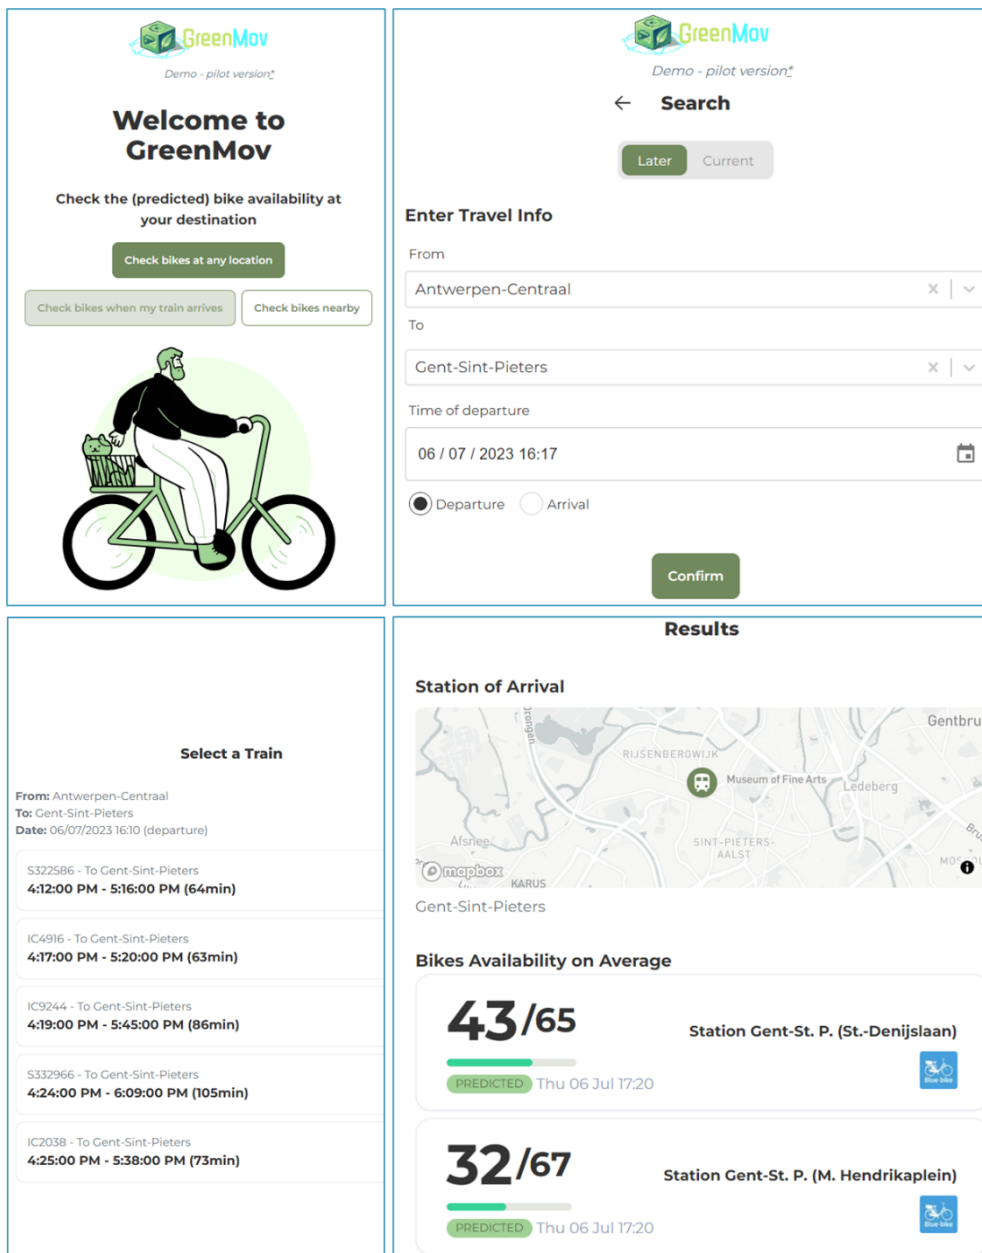 GreenMov
Demo - pilot version*
Welcome to
GreenMov
Check the (predicted) bike availability at
your destination
Check bikes at any location
Check bikes when my train arrives
Check bikes nearby
GreenMov
Demo - pilot version*
← Search
Later
Current
Enter Travel Info
From
Antwerpen-Centraal
To
Gent-Sint-Pieters
Time of departure
06 / 07 / 2023 16:17
Departure
Arrival
Confirm
Select a Train
From: Antwerpen-Centraal
To: Gent-Sint-Pieters
Date: 06/07/2023 16:10 (departure)
S322586 - To Gent-Sint-Pieters
4:12:00 PM - 5:16:00 PM (64min)
IC4916 - To Gent-Sint-Pieters
4:17:00 PM - 5:20:00 PM (63min)
IC9244 - To Gent-Sint-Pieters
4:19:00 PM - 5:45:00 PM (86min)
S332966 - To Gent-Sint-Pieters
4:24:00 PM - 6:09:00 PM (105min)
IC2038 - To Gent-Sint-Pieters
4:25:00 PM - 5:38:00 PM (73min)
Results
Station of Arrival
Drongen
Gentbru
RIJSENBERGWIJK
Museum of Fine Arts
Ledeberg
Afsnee
SINT-PIETERS-
AALST
mapbox
KARUS
Gent-Sint-Pieters
Bikes Availability on Average
43/65
Station Gent-St. P. (St.-Denijslaan)
PREDICTED Thu 06 Jul 17:20
Blue-bike
32/67
Station Gent-St. P. (M. Hendrikaplein)
PREDICTED Thu 06 Jul 17:20
Blue-bike